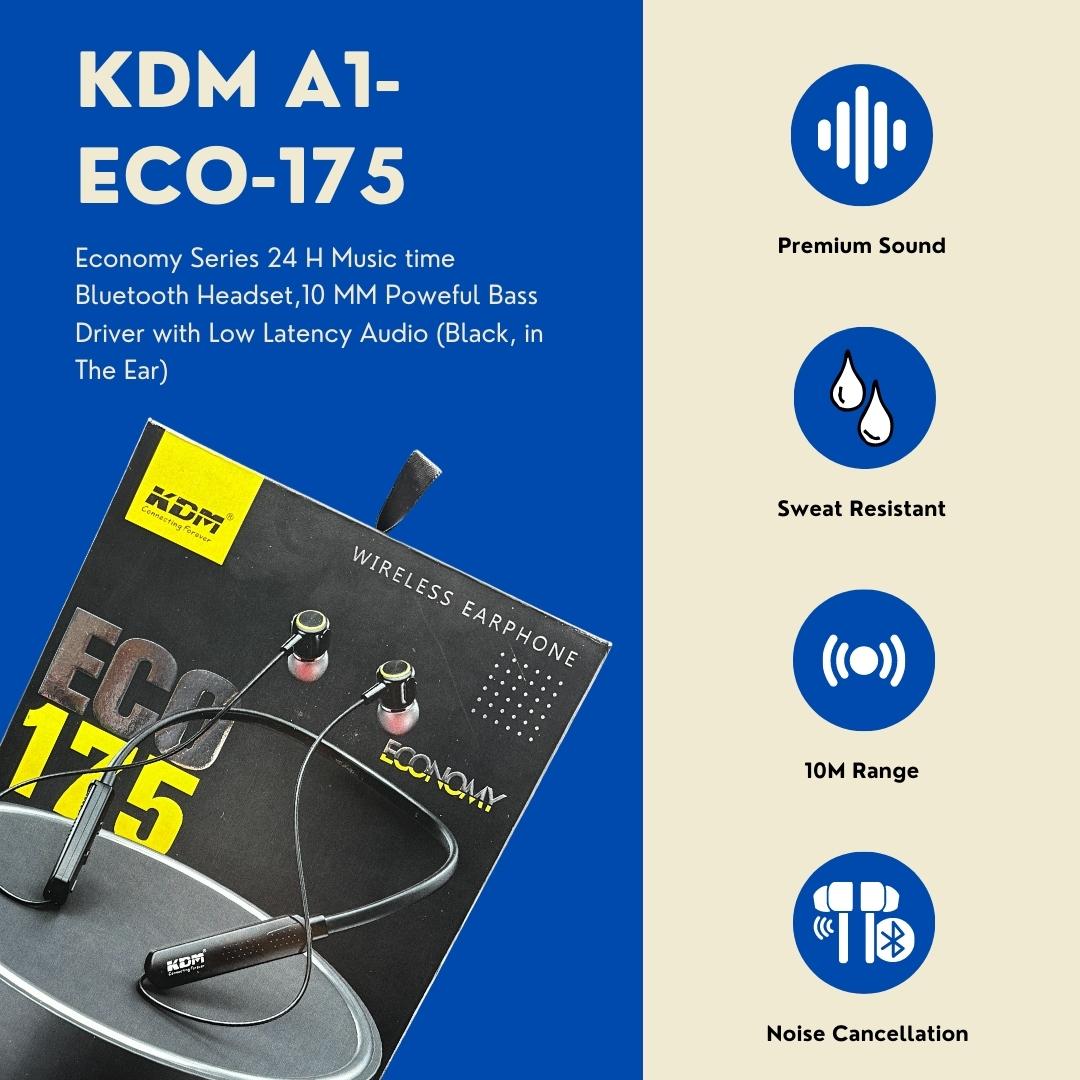 KDM A1-
ECO-175
Economy Series 24 H Music time
Bluetooth Headset,10 MM Poweful Bass
Driver with Low Latency Audio (Black, in
The Ear)
KDM®
Connecting Forever
WIRELESS EARPHONE
ECO
175
ECONOMY
KDM®
Connecting Forever
Premium Sound
Sweat Resistant
10M Range
Noise Cancellation